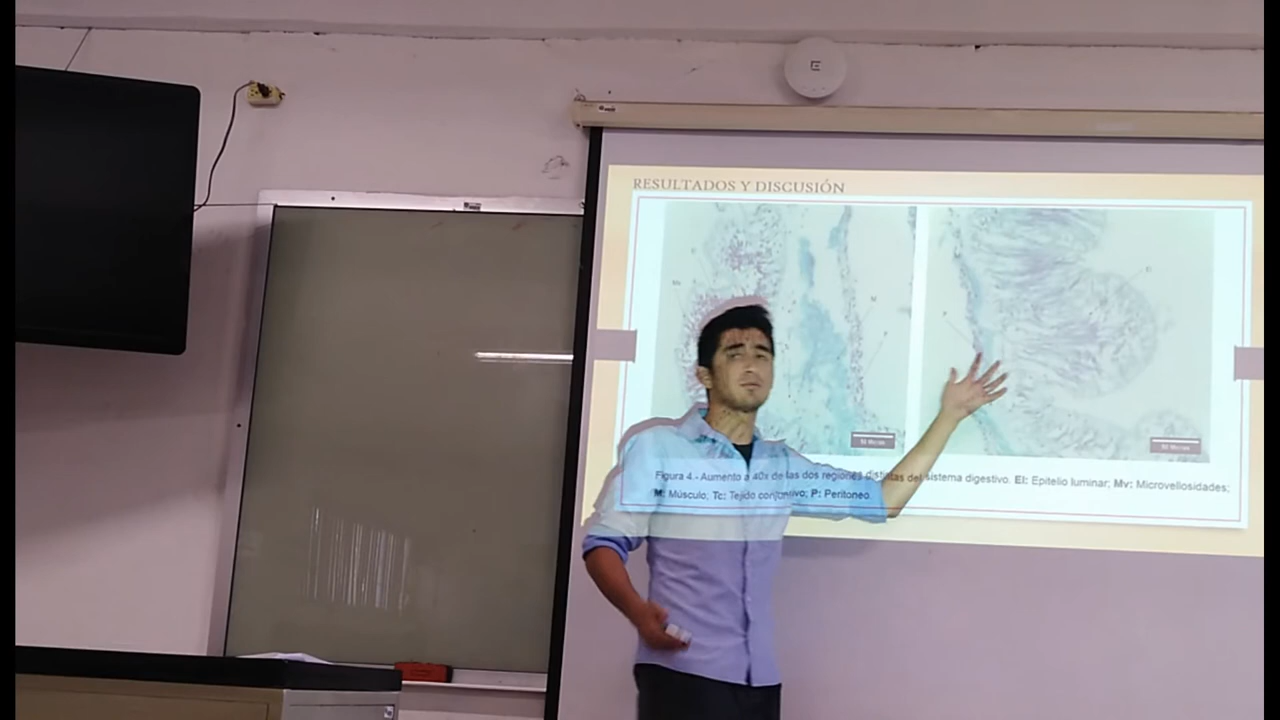 RESULTADOS Y DISCUSIÓN
Figura 4.- Aumento a 40x de las dos regiones distintas del sistema digestivo. El: Epitelio luminar; Mv: Microvellosidades;
M: Músculo; Tc: Tejido conjuntivo; P: Peritoneo.